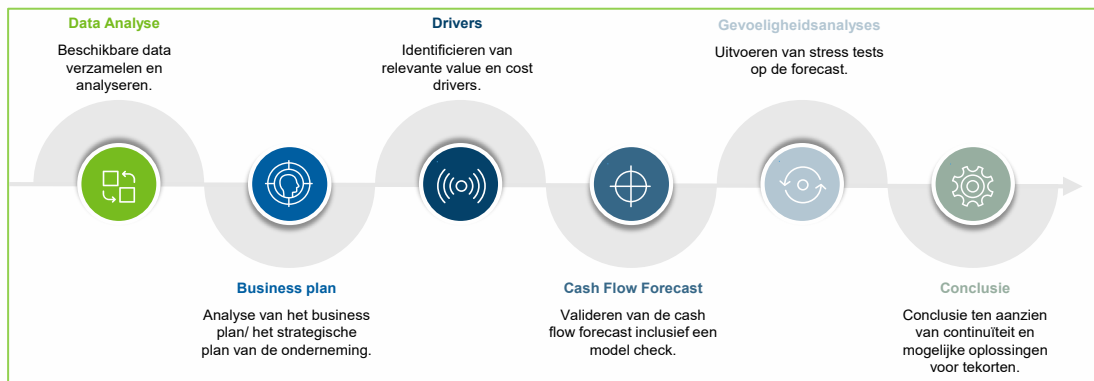 Data Analyse
Beschikbare data
verzamelen en
analyseren.
Business plan
Analyse van het business
plan/ het strategische
plan van de onderneming.
Drivers
Identificieren van
relevante value en cost
drivers.
Cash Flow Forecast
Valideren van de cash
flow forecast inclusief een
model check.
Gevoeligheidsanalyses
Uitvoeren van stress tests
op de forecast.
Conclusie
Conclusie ten aanzien
van continuïteit en
mogelijke oplossingen
voor tekorten.